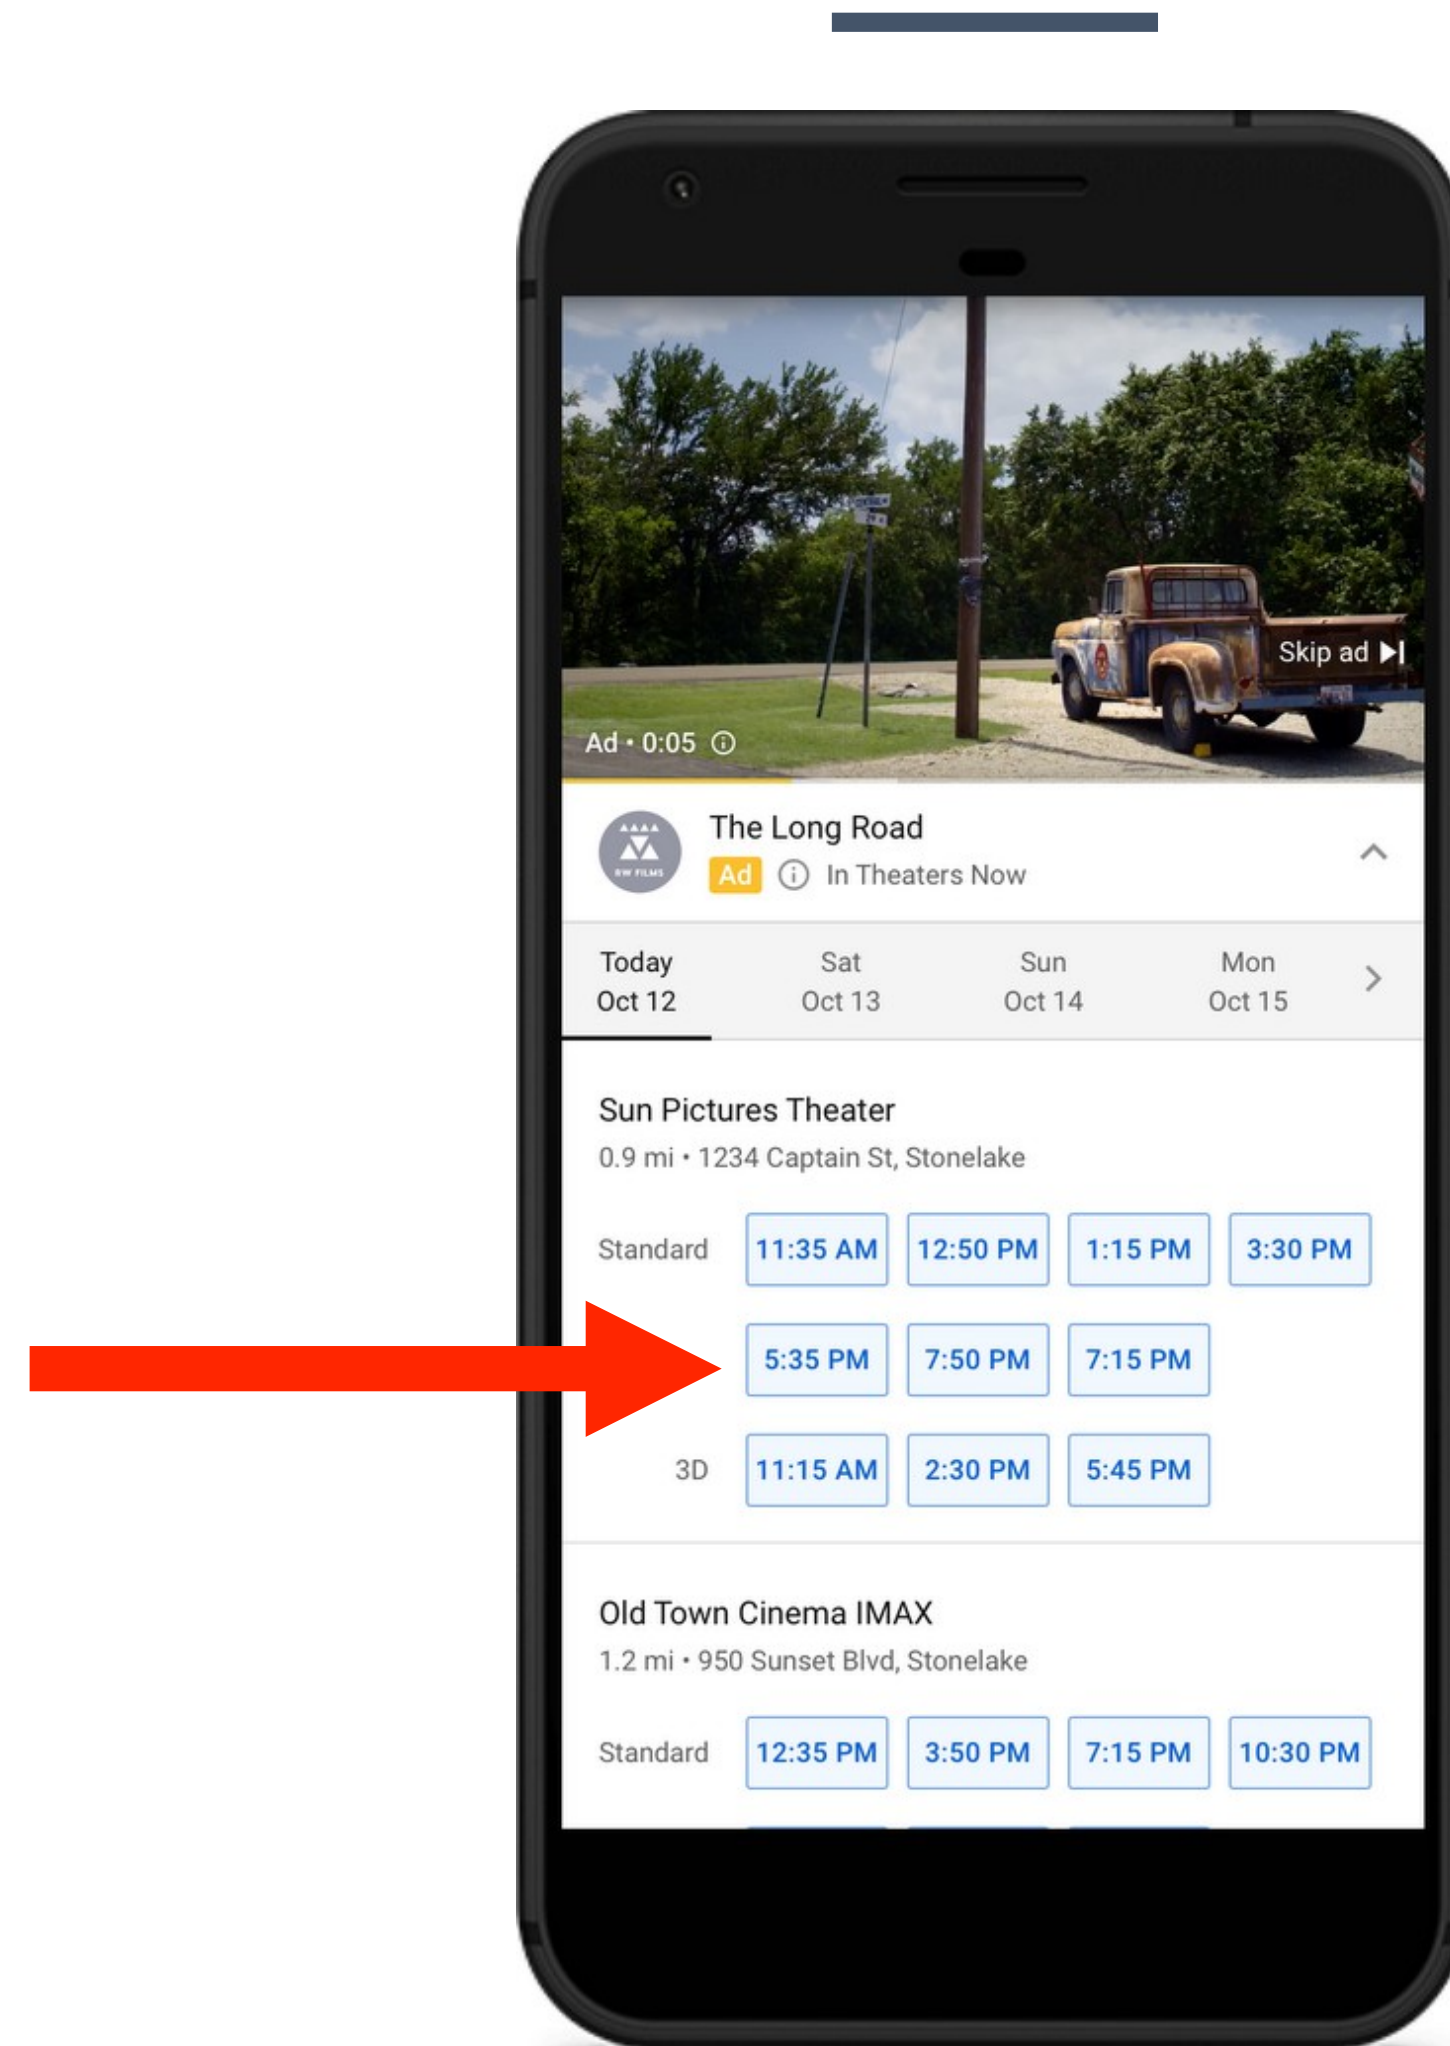 Skip ad
Ad • 0:05
The Long Road
RW FILMS
Ad In Theaters Now
Today Sat Sun Mon
Oct 12 Oct 13 Oct 14 Oct 15
Sun Pictures Theater
0.9 mi • 1234 Captain St, Stonelake
Standard 11:35 AM 12:50 PM 1:15 PM 3:30 PM
5:35 PM 7:50 PM 7:15 PM
3D 11:15 AM 2:30 PM 5:45 PM
Old Town Cinema IMAX
1.2 mi • 950 Sunset Blvd, Stonelake
Standard 12:35 PM 3:50 PM 7:15 PM 10:30 PM